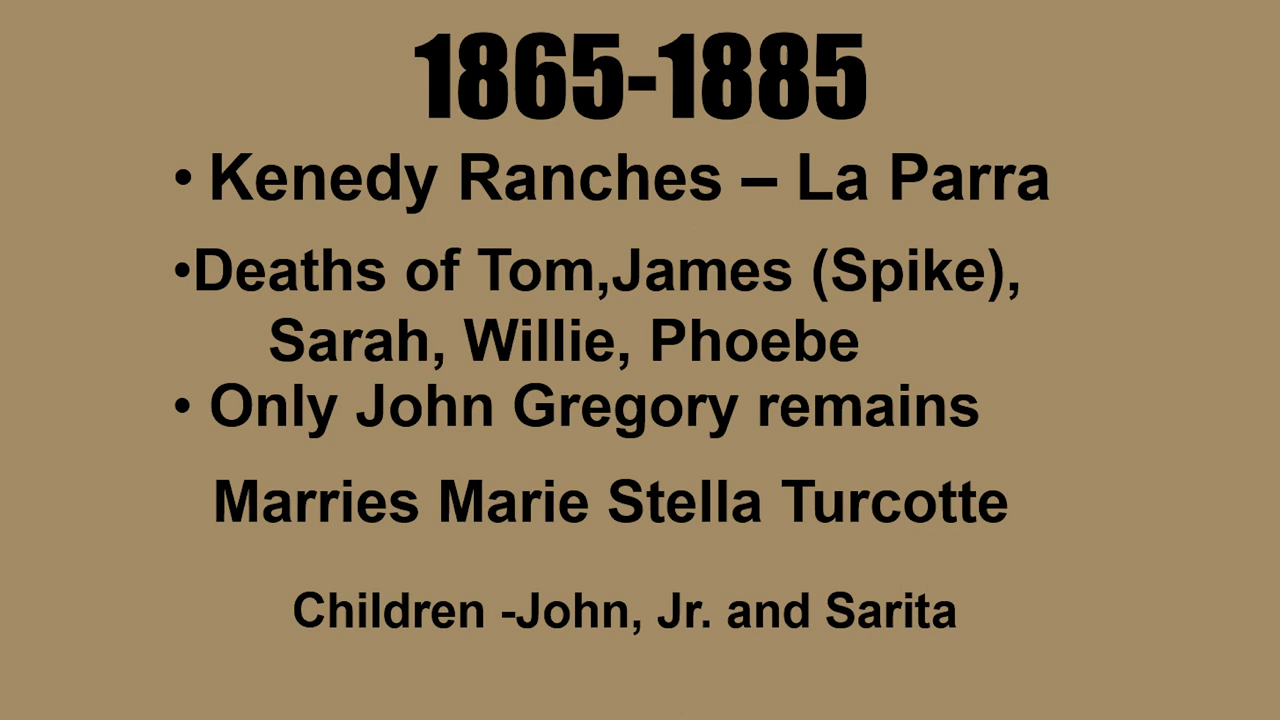 1865-1885
• Kenedy Ranches – La Parra
•Deaths of Tom,James (Spike),
Sarah, Willie, Phoebe
• Only John Gregory remains
Marries Marie Stella Turcotte
Children -John, Jr. and Sarita